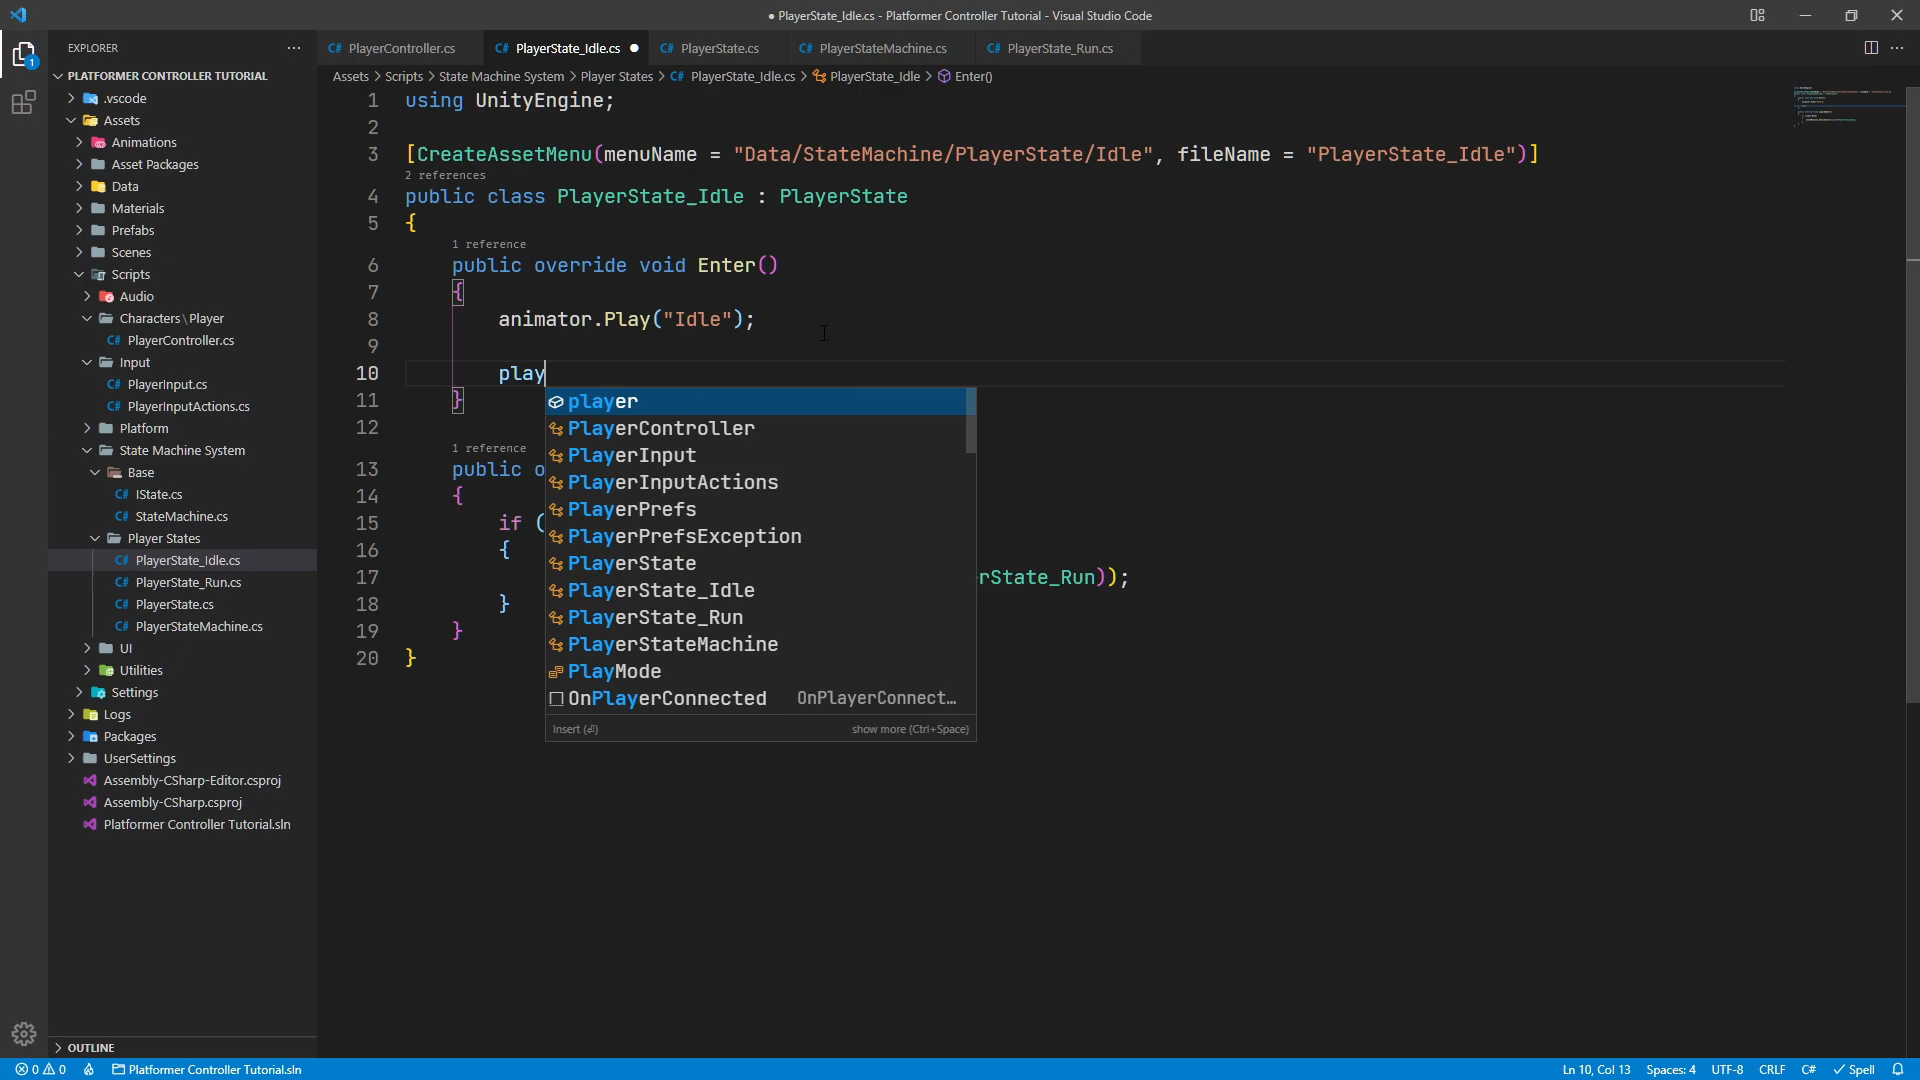 ● PlayerState_Idle.cs - Platformer Controller Tutorial - Visual Studio Code
EXPLORER
PLATFORMER CONTROLLER TUTORIAL
.vscode
Assets
Animations
Asset Packages
Data
Materials
Prefabs
Scenes
Scripts
Audio
Characters\Player
C# PlayerController.cs
Input
C# PlayerInput.cs
C# PlayerInputActions.cs
Platform
State Machine System
Base
C# IState.cs
C# StateMachine.cs
Player States
C# PlayerState_Idle.cs
C# PlayerState_Run.cs
C# PlayerState.cs
C# PlayerStateMachine.cs
UI
Utilities
Settings
Logs
Packages
UserSettings
Assembly-CSharp-Editor.csproj
Assembly-CSharp.csproj
Platformer Controller Tutorial.sln
OUTLINE
1
C# PlayerController.cs C# PlayerState_Idle.cs ● C# PlayerState.cs C# PlayerStateMachine.cs C# PlayerState_Run.cs
Assets > Scripts > State Machine System > Player States > C# PlayerState_Idle.cs > PlayerState_Idle > Enter()
1 using UnityEngine;
2
3 [CreateAssetMenu(menuName = "Data/StateMachine/PlayerState/Idle", fileName = "PlayerState_Idle")]
2 references
4 public class PlayerState_Idle : PlayerState
5 {
1 reference
6 public override void Enter()
7 {
8 animator.Play("Idle");
9
10 play
11 }
12
1 reference
13 public o
14 {
15 if (
16 {
17 rState_Run));
18 }
19 }
20 }
player
PlayerController
PlayerInput
PlayerInputActions
PlayerPrefs
PlayerPrefsException
PlayerState
PlayerState_Idle
PlayerState_Run
PlayerStateMachine
PlayMode
OnPlayerConnected OnPlayerConnect…
Insert (⏎) show more (Ctrl+Space)
0 0 Platformer Controller Tutorial.sln Ln 10, Col 13 Spaces: 4 UTF-8 CRLF C# Spell